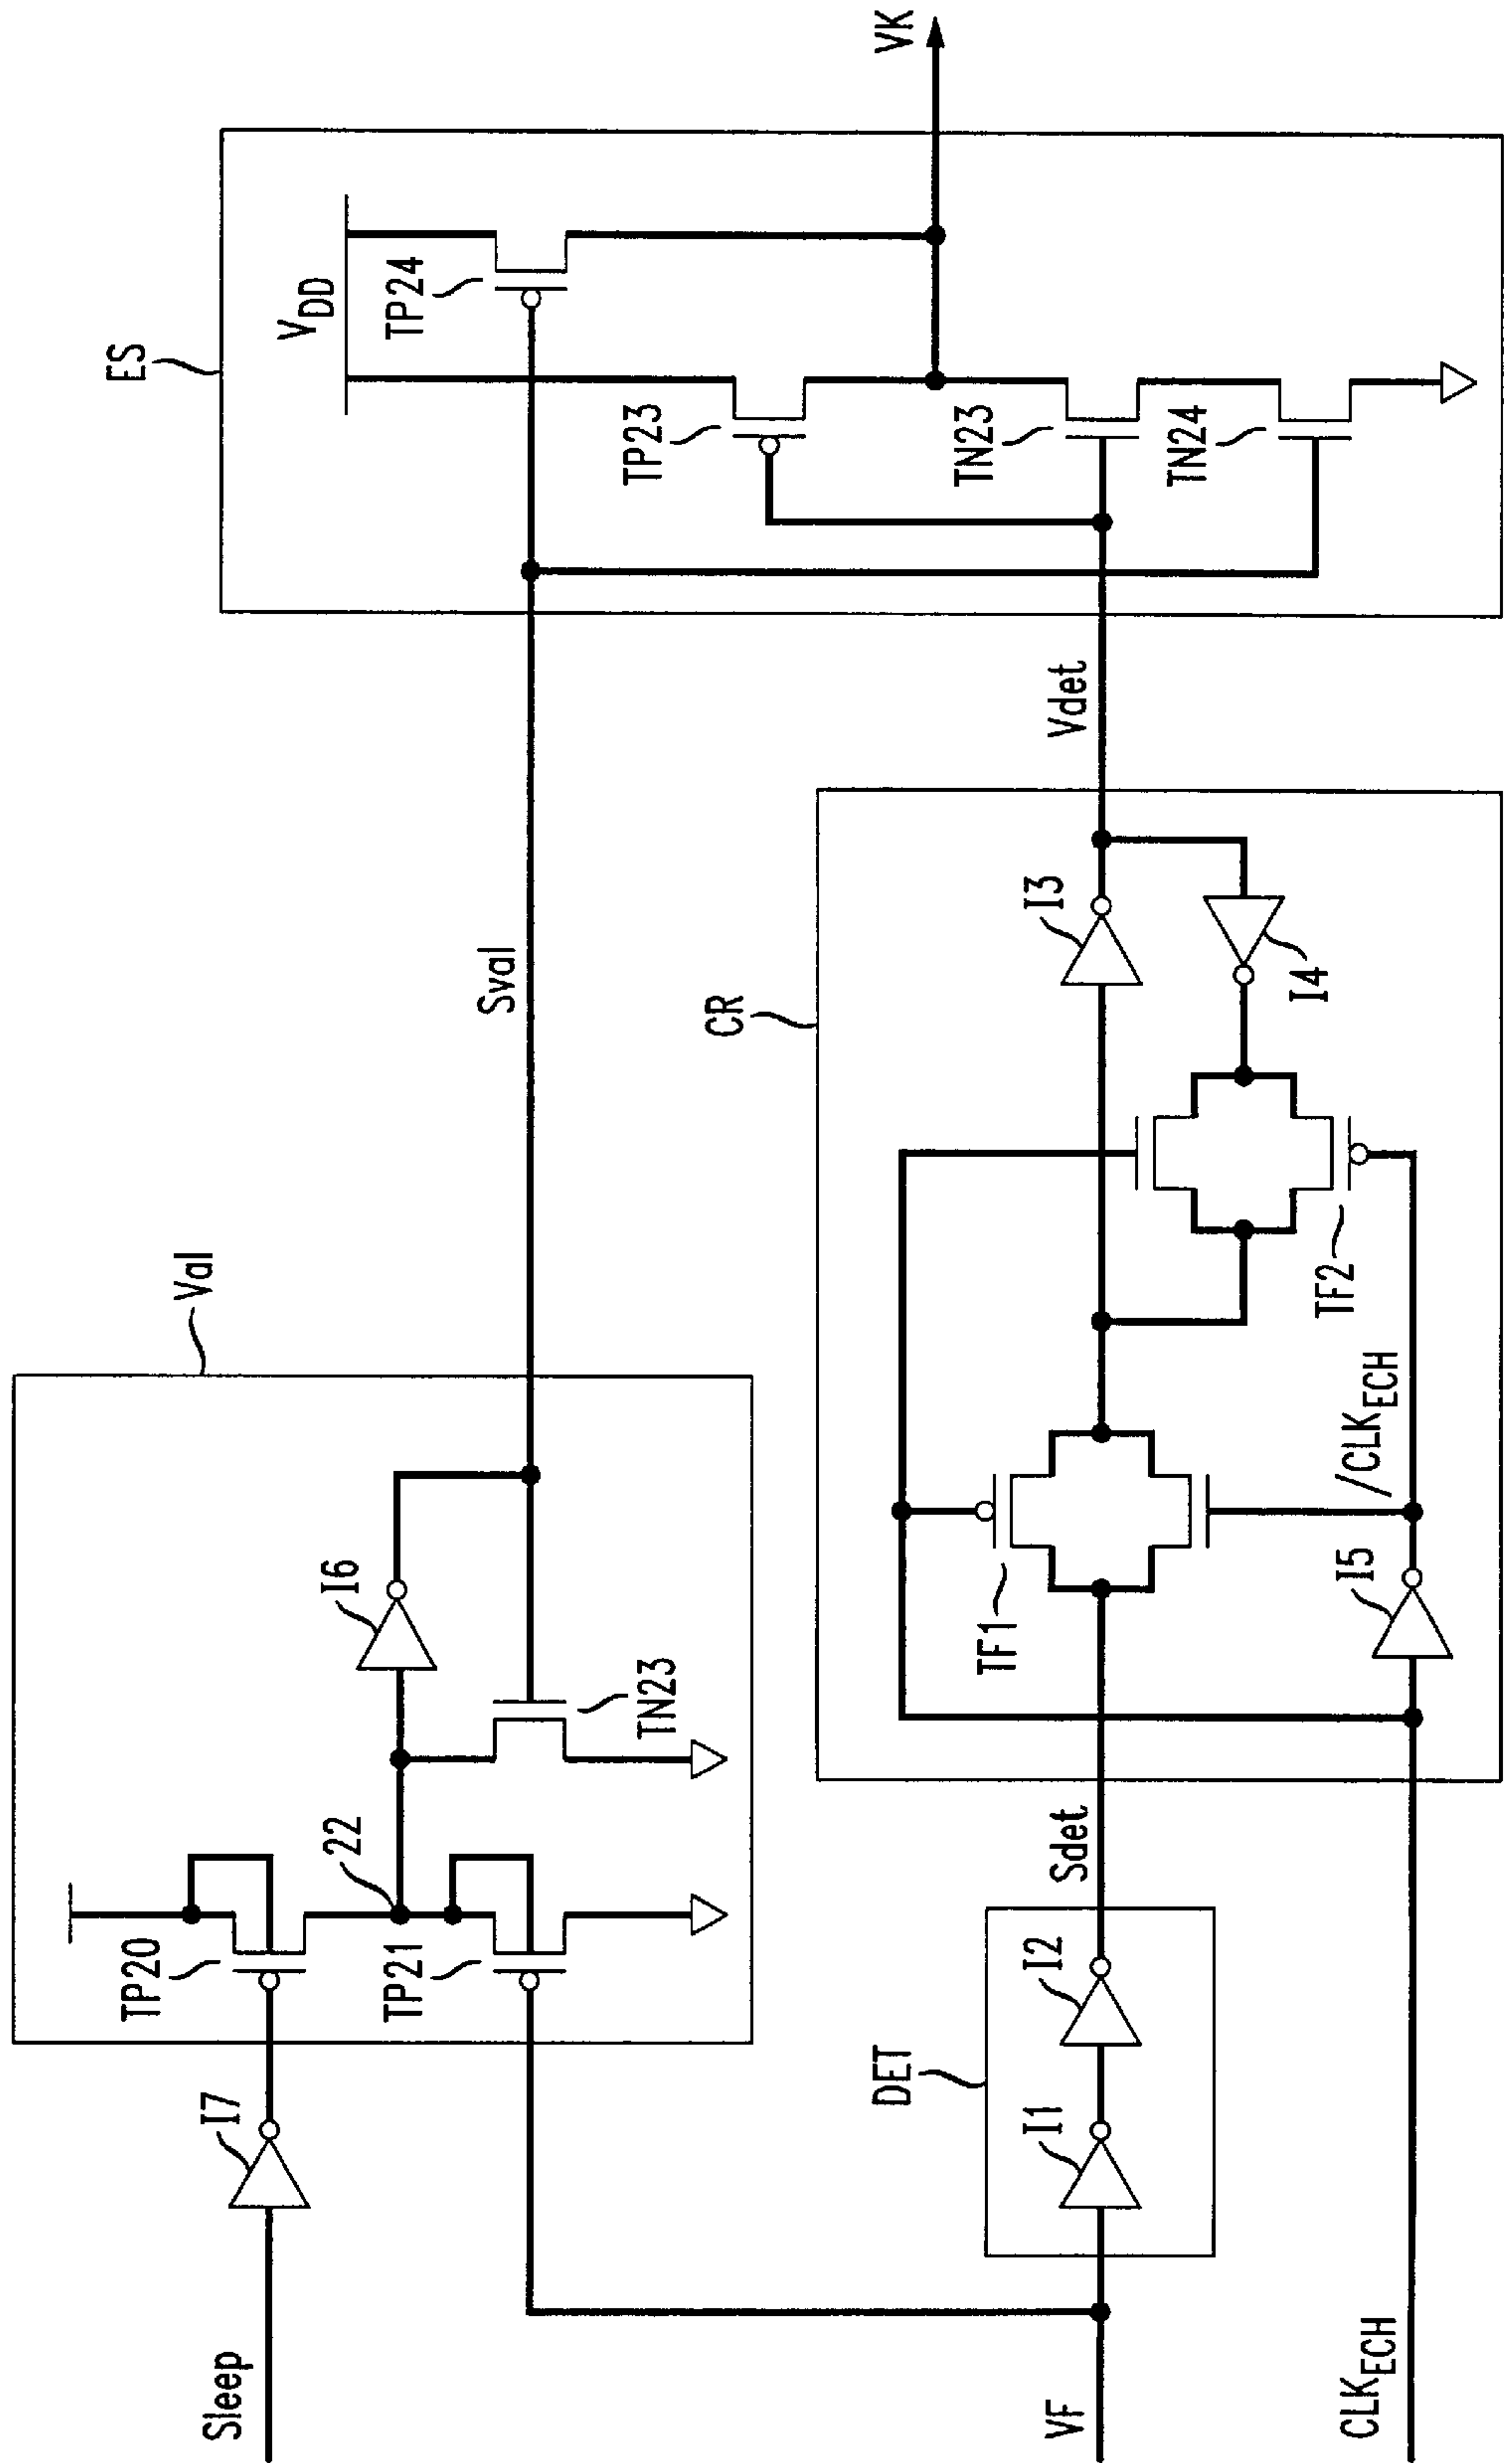 Sleep
I7
TP20
22
TP21
I6
TN23
Val
Sval
ES
VDD
TP24
TP23
TN23
TN24
VK
VF
DET
I1
I2
Sdet
CR
TF1
I3
I4
TF2
Vdet
CLKECH
I5
/CLKECH